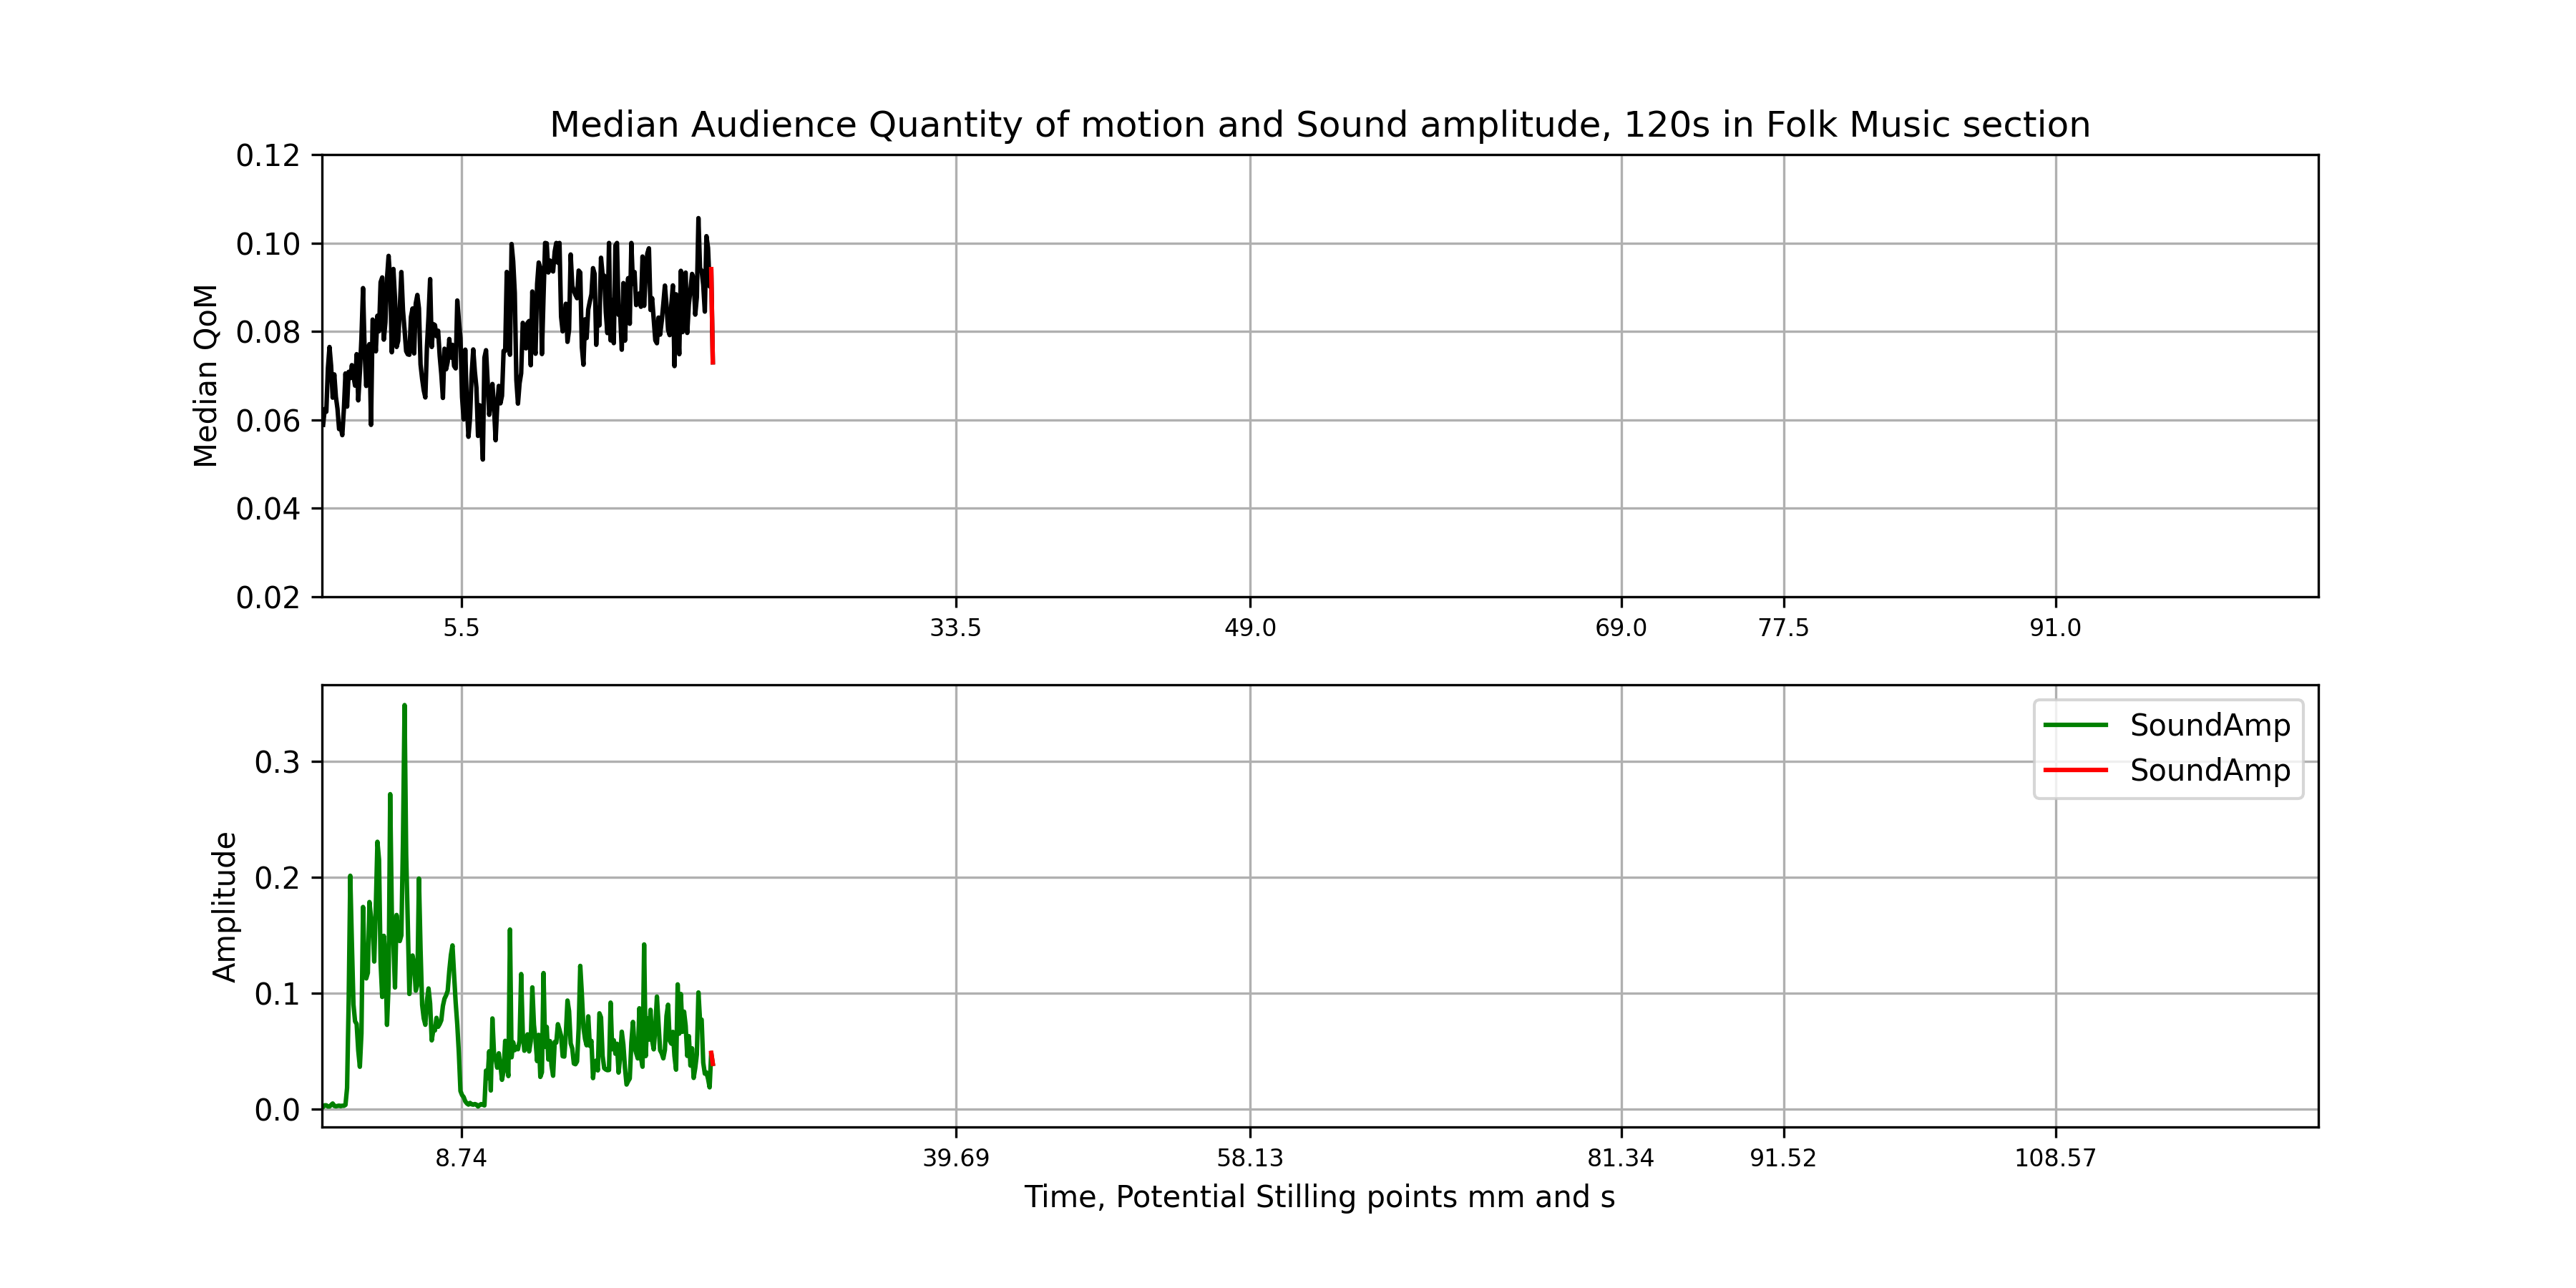 Median Audience Quantity of motion and Sound amplitude, 120s in Folk Music section
0.12
0.10
0.08
0.06
0.04
0.02
Median QoM
5.5 33.5 49.0 69.0 77.5 91.0
SoundAmp
SoundAmp
0.3
0.2
0.1
0.0
Amplitude
8.74 39.69 58.13 81.34 91.52 108.57
Time, Potential Stilling points mm and s